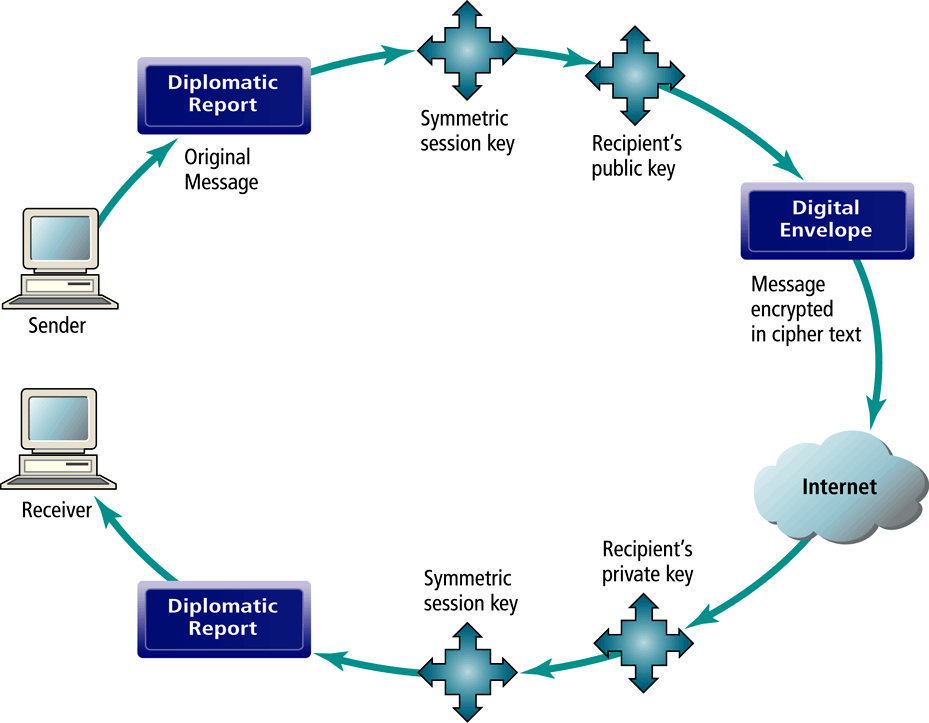 Diplomatic
Report
Original
Message
Symmetric
session key
Recipient's
public key
Digital
Envelope
Message
encrypted
in cipher text
Sender
Internet
Receiver
Recipient's
private key
Symmetric
session key
Diplomatic
Report